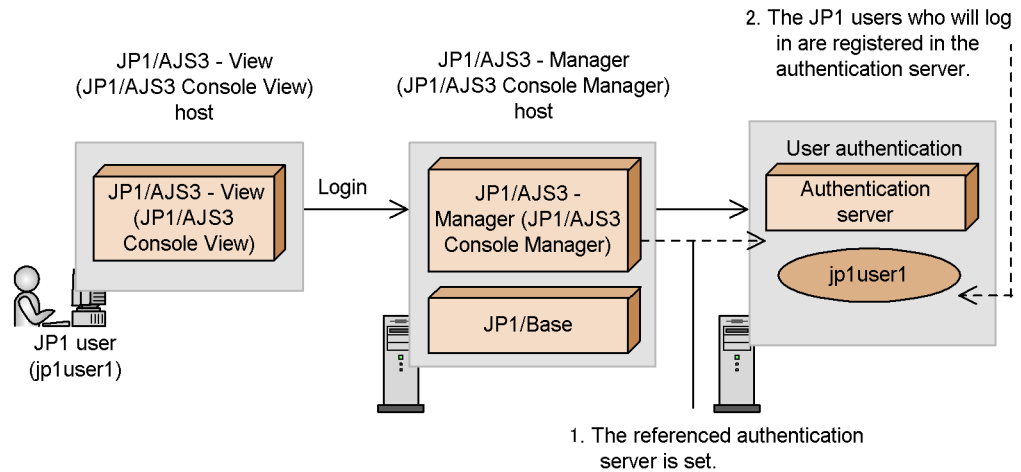 2. The JP1 users who will log
in are registered in the
authentication server.
JP1/AJS3 - View
(JP1/AJS3 Console View)
host
JP1/AJS3 - Manager
(JP1/AJS3 Console Manager)
host
JP1/AJS3 - View
(JP1/AJS3
Console View)
Login
JP1/AJS3 -
Manager (JP1/AJS3
Console Manager)
JP1/Base
User authentication
Authentication
server
jp1user1
JP1 user
(jp1user1)
1. The referenced authentication
server is set.